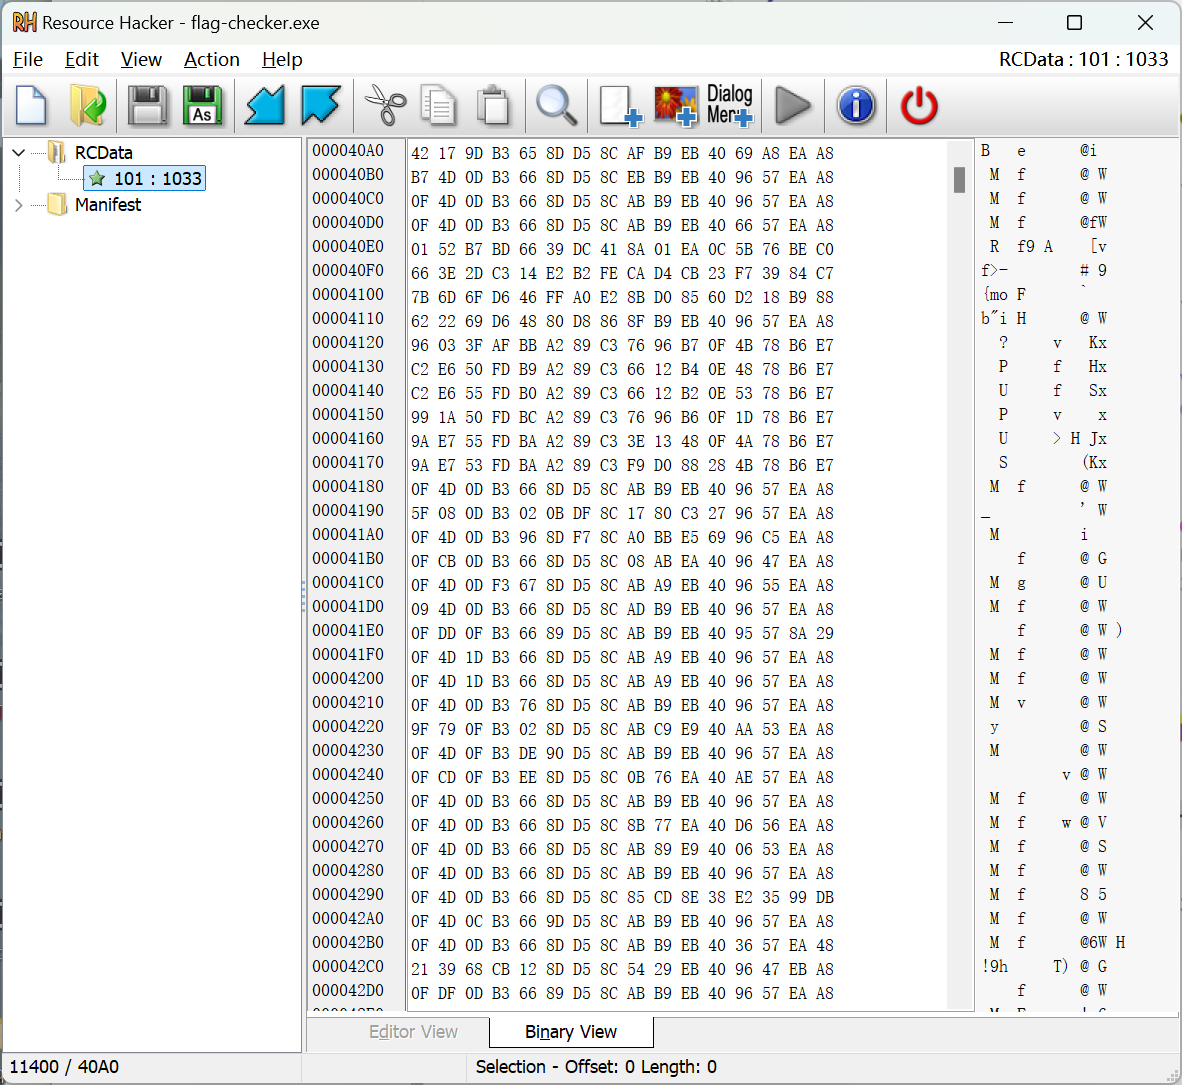 Resource Hacker - flag-checker.exe
File Edit View Action Help RCData : 101 : 1033
As Dialog
Menu
RCData
101 : 1033
Manifest
000040A0 42 17 9D B3 65 8D D5 8C AF B9 EB 40 69 A8 EA A8 B e @i
000040B0 B7 4D 0D B3 66 8D D5 8C EB B9 EB 40 96 57 EA A8 M f @ W
000040C0 0F 4D 0D B3 66 8D D5 8C AB B9 EB 40 96 57 EA A8 M f @ W
000040D0 0F 4D 0D B3 66 8D D5 8C AB B9 EB 40 66 57 EA A8 M f @fW
000040E0 01 52 B7 BD 66 39 DC 41 8A 01 EA 0C 5B 76 BE C0 R f9 A [v
000040F0 66 3E 2D C3 14 E2 B2 FE CA D4 CB 23 F7 39 84 C7 f>- # 9
00004100 7B 6D 6F D6 46 FF A0 E2 8B D0 85 60 D2 18 B9 88 {mo F `
00004110 62 22 69 D6 48 80 D8 86 8F B9 EB 40 96 57 EA A8 b"i H @ W
00004120 96 03 3F AF BB A2 89 C3 76 96 B7 0F 4B 78 B6 E7 ? v Kx
00004130 C2 E6 50 FD B9 A2 89 C3 66 12 B4 0E 48 78 B6 E7 P f Hx
00004140 C2 E6 55 FD B0 A2 89 C3 66 12 B2 0E 53 78 B6 E7 U f Sx
00004150 99 1A 50 FD BC A2 89 C3 76 96 B6 0F 1D 78 B6 E7 P v x
00004160 9A E7 55 FD BA A2 89 C3 3E 13 48 0F 4A 78 B6 E7 U > H Jx
00004170 9A E7 53 FD BA A2 89 C3 F9 D0 88 28 4B 78 B6 E7 S (Kx
00004180 0F 4D 0D B3 66 8D D5 8C AB B9 EB 40 96 57 EA A8 M f @ W
00004190 5F 08 0D B3 02 0B DF 8C 17 80 C3 27 96 57 EA A8 _ ' W
000041A0 0F 4D 0D B3 96 8D F7 8C A0 BB E5 69 96 C5 EA A8 M i
000041B0 0F CB 0D B3 66 8D D5 8C 08 AB EA 40 96 47 EA A8 f @ G
000041C0 0F 4D 0D F3 67 8D D5 8C AB A9 EB 40 96 55 EA A8 M g @ U
000041D0 09 4D 0D B3 66 8D D5 8C AD B9 EB 40 96 57 EA A8 M f @ W
000041E0 0F DD 0F B3 66 89 D5 8C AB B9 EB 40 95 57 8A 29 f @ W )
000041F0 0F 4D 1D B3 66 8D D5 8C AB A9 EB 40 96 57 EA A8 M f @ W
00004200 0F 4D 1D B3 66 8D D5 8C AB A9 EB 40 96 57 EA A8 M f @ W
00004210 0F 4D 0D B3 76 8D D5 8C AB B9 EB 40 96 57 EA A8 M v @ W
00004220 9F 79 0F B3 02 8D D5 8C AB C9 E9 40 AA 53 EA A8 y @ S
00004230 0F 4D 0F B3 DE 90 D5 8C AB B9 EB 40 96 57 EA A8 M @ W
00004240 0F CD 0F B3 EE 8D D5 8C 0B 76 EA 40 AE 57 EA A8 v @ W
00004250 0F 4D 0D B3 66 8D D5 8C AB B9 EB 40 96 57 EA A8 M f @ W
00004260 0F 4D 0D B3 66 8D D5 8C 8B 77 EA 40 D6 56 EA A8 M f w @ V
00004270 0F 4D 0D B3 66 8D D5 8C AB 89 E9 40 06 53 EA A8 M f @ S
00004280 0F 4D 0D B3 66 8D D5 8C AB B9 EB 40 96 57 EA A8 M f @ W
00004290 0F 4D 0D B3 66 8D D5 8C 85 CD 8E 38 E2 35 99 DB M f 8 5
000042A0 0F 4D 0C B3 66 9D D5 8C AB B9 EB 40 96 57 EA A8 M f @ W
000042B0 0F 4D 0D B3 66 8D D5 8C AB B9 EB 40 36 57 EA 48 M f @6W H
000042C0 21 39 68 CB 12 8D D5 8C 54 29 EB 40 96 47 EB A8 !9h T) @ G
000042D0 0F DF 0D B3 66 89 D5 8C AB B9 EB 40 96 57 EA A8 f @ W
Editor View Binary View
11400 / 40A0 Selection - Offset: 0 Length: 0